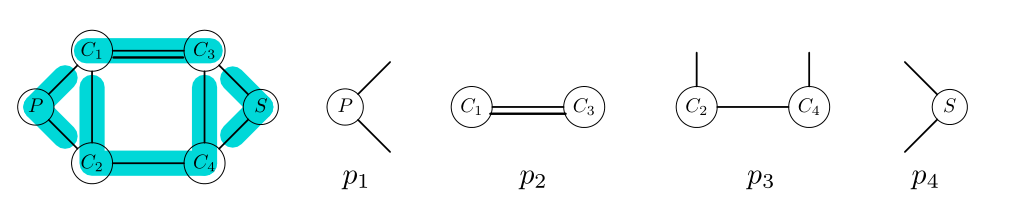 C₁ C₃
P S P C₁ C₃ C₂ C₄ S
C₂ C₄
p₁ p₂ p₃ p₄